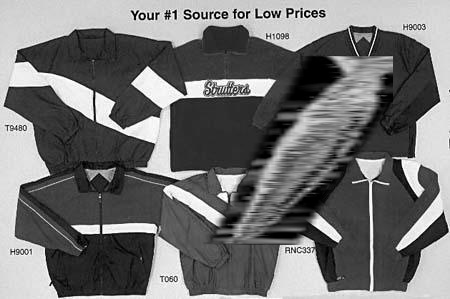 Your #1 Source for Low Prices
H1098
H9003
Strutters
T9480
H9001
T060
RNC337